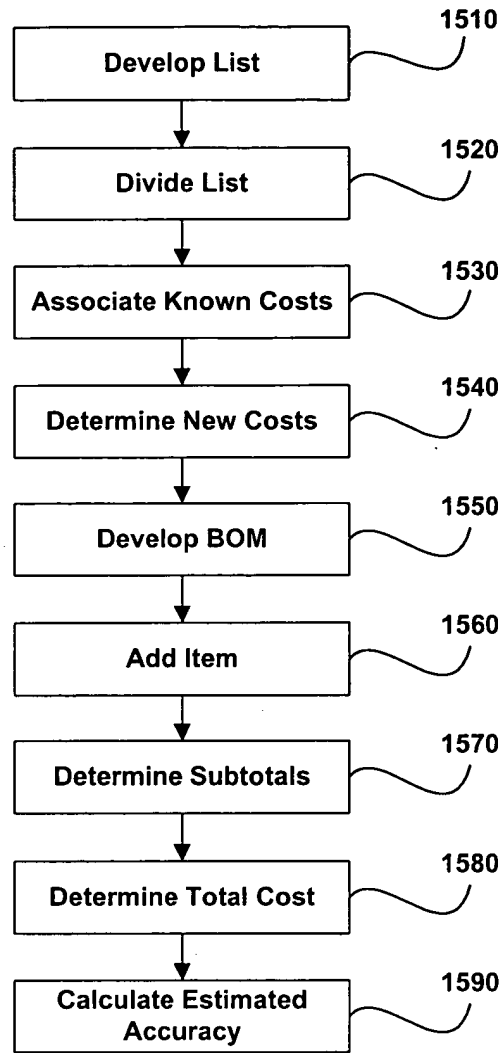 1510
Develop List
1520
Divide List
1530
Associate Known Costs
1540
Determine New Costs
1550
Develop BOM
1560
Add Item
1570
Determine Subtotals
1580
Determine Total Cost
1590
Calculate Estimated
Accuracy